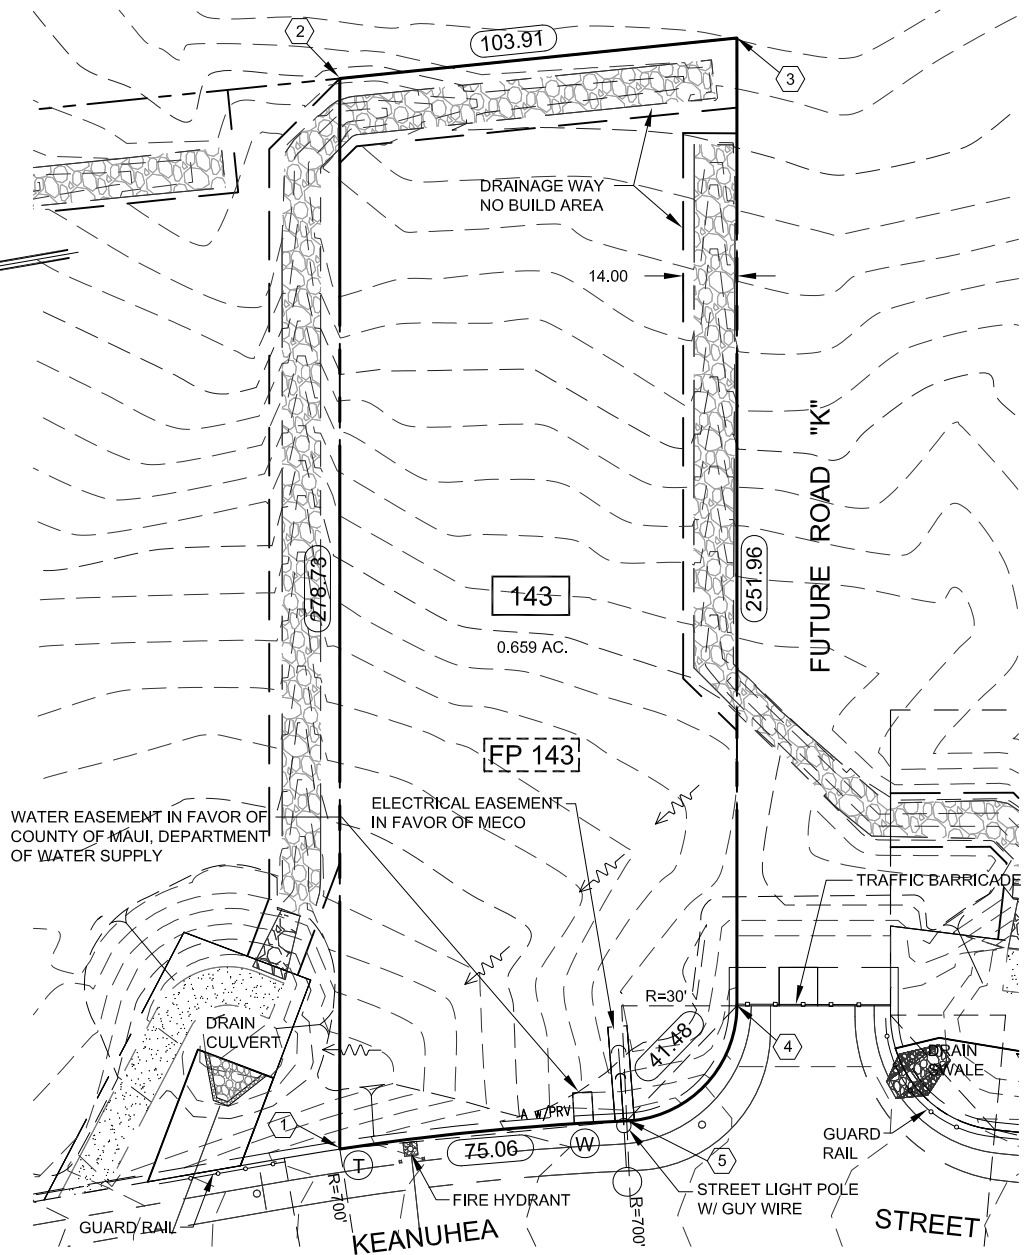 2
103.91
3
DRAINAGE WAY
NO BUILD AREA
14.00
FUTURE ROAD "K"
278.73
251.96
143
0.659 AC.
FP 143
WATER EASEMENT IN FAVOR OF
COUNTY OF MAUI, DEPARTMENT
OF WATER SUPPLY
ELECTRICAL EASEMENT
IN FAVOR OF MECO
TRAFFIC BARRICADE
R=30'
41.48
4
DRAIN
CULVERT
DRAIN
SWALE
A W/PRV
1
75.06
T
W
5
GUARD
RAIL
R=700'
FIRE HYDRANT
R=700'
STREET LIGHT POLE
W/ GUY WIRE
GUARD RAIL
KEANUHEA STREET